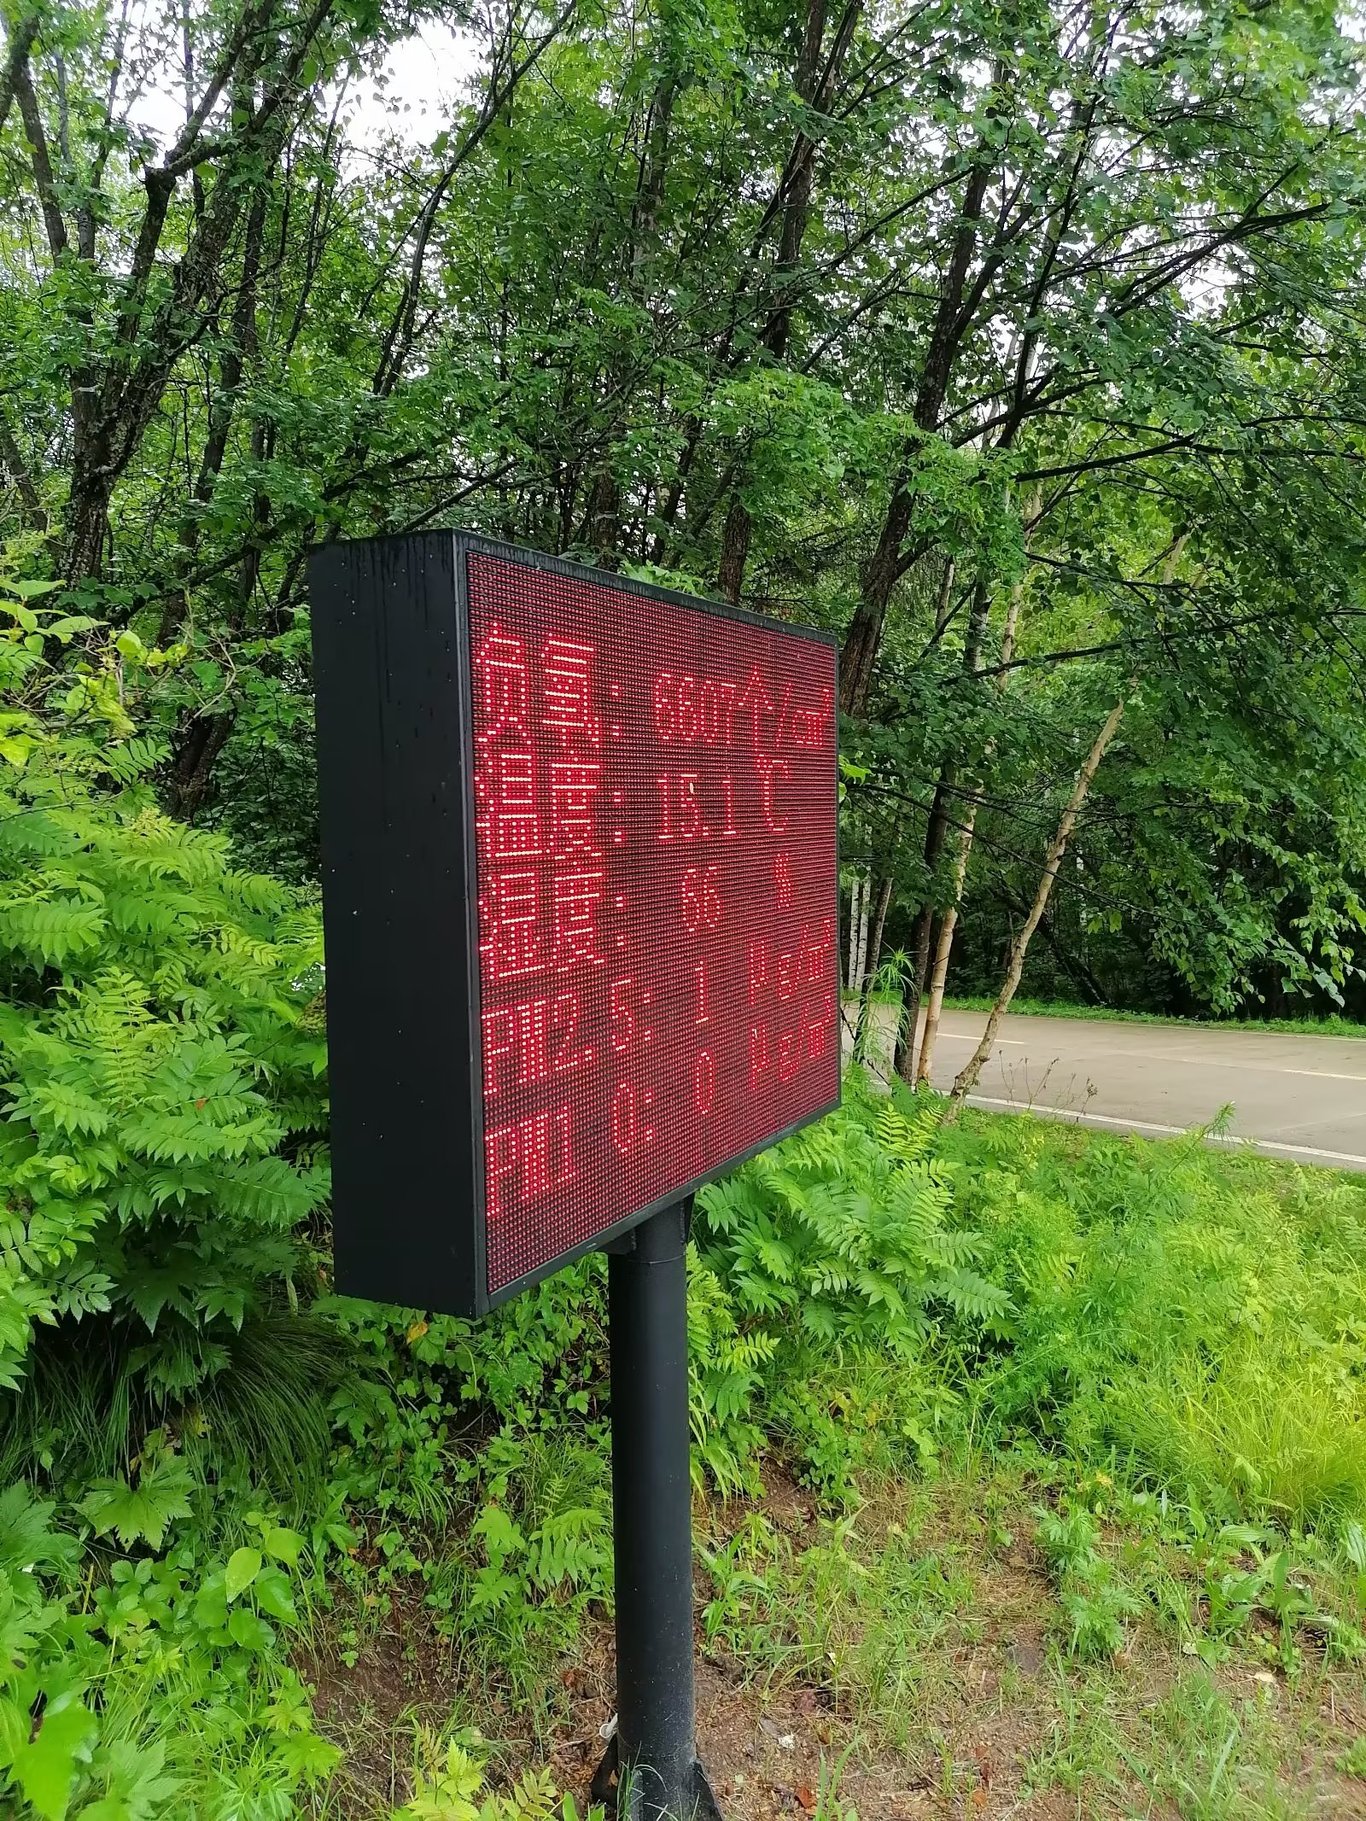 负氧: 6607个/cm³
温度: 15.1 ℃
湿度: 66 %
PM2.5: 1 μg/m³
PM10: 0 μg/m³